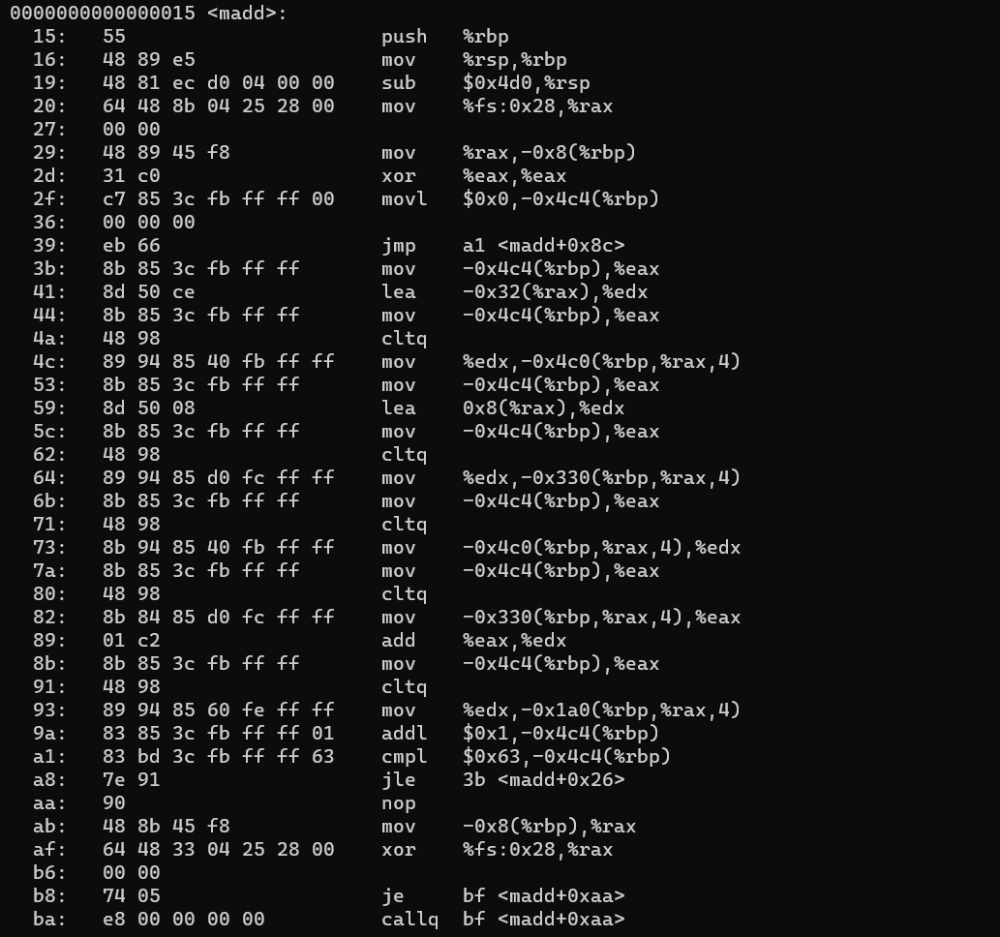 0000000000000015 <madd>:
  15:   55                      push   %rbp
  16:   48 89 e5                mov    %rsp,%rbp
  19:   48 81 ec d0 04 00 00    sub    $0x4d0,%rsp
  20:   64 48 8b 04 25 28 00    mov    %fs:0x28,%rax
  27:   00 00
  29:   48 89 45 f8             mov    %rax,-0x8(%rbp)
  2d:   31 c0                   xor    %eax,%eax
  2f:   c7 85 3c fb ff ff 00    movl   $0x0,-0x4c4(%rbp)
  36:   00 00 00
  39:   eb 66                   jmp    a1 <madd+0x8c>
  3b:   8b 85 3c fb ff ff       mov    -0x4c4(%rbp),%eax
  41:   8d 50 ce                lea    -0x32(%rax),%edx
  44:   8b 85 3c fb ff ff       mov    -0x4c4(%rbp),%eax
  4a:   48 98                   cltq
  4c:   89 94 85 40 fb ff ff    mov    %edx,-0x4c0(%rbp,%rax,4)
  53:   8b 85 3c fb ff ff       mov    -0x4c4(%rbp),%eax
  59:   8d 50 08                lea    0x8(%rax),%edx
  5c:   8b 85 3c fb ff ff       mov    -0x4c4(%rbp),%eax
  62:   48 98                   cltq
  64:   89 94 85 d0 fc ff ff    mov    %edx,-0x330(%rbp,%rax,4)
  6b:   8b 85 3c fb ff ff       mov    -0x4c4(%rbp),%eax
  71:   48 98                   cltq
  73:   8b 94 85 40 fb ff ff    mov    -0x4c0(%rbp,%rax,4),%edx
  7a:   8b 85 3c fb ff ff       mov    -0x4c4(%rbp),%eax
  80:   48 98                   cltq
  82:   8b 84 85 d0 fc ff ff    mov    -0x330(%rbp,%rax,4),%eax
  89:   01 c2                   add    %eax,%edx
  8b:   8b 85 3c fb ff ff       mov    -0x4c4(%rbp),%eax
  91:   48 98                   cltq
  93:   89 94 85 60 fe ff ff    mov    %edx,-0x1a0(%rbp,%rax,4)
  9a:   83 85 3c fb ff ff 01    addl   $0x1,-0x4c4(%rbp)
  a1:   83 bd 3c fb ff ff 63    cmpl   $0x63,-0x4c4(%rbp)
  a8:   7e 91                   jle    3b <madd+0x26>
  aa:   90                      nop
  ab:   48 8b 45 f8             mov    -0x8(%rbp),%rax
  af:   64 48 33 04 25 28 00    xor    %fs:0x28,%rax
  b6:   00 00
  b8:   74 05                   je     bf <madd+0xaa>
  ba:   e8 00 00 00 00          callq  bf <madd+0xaa>